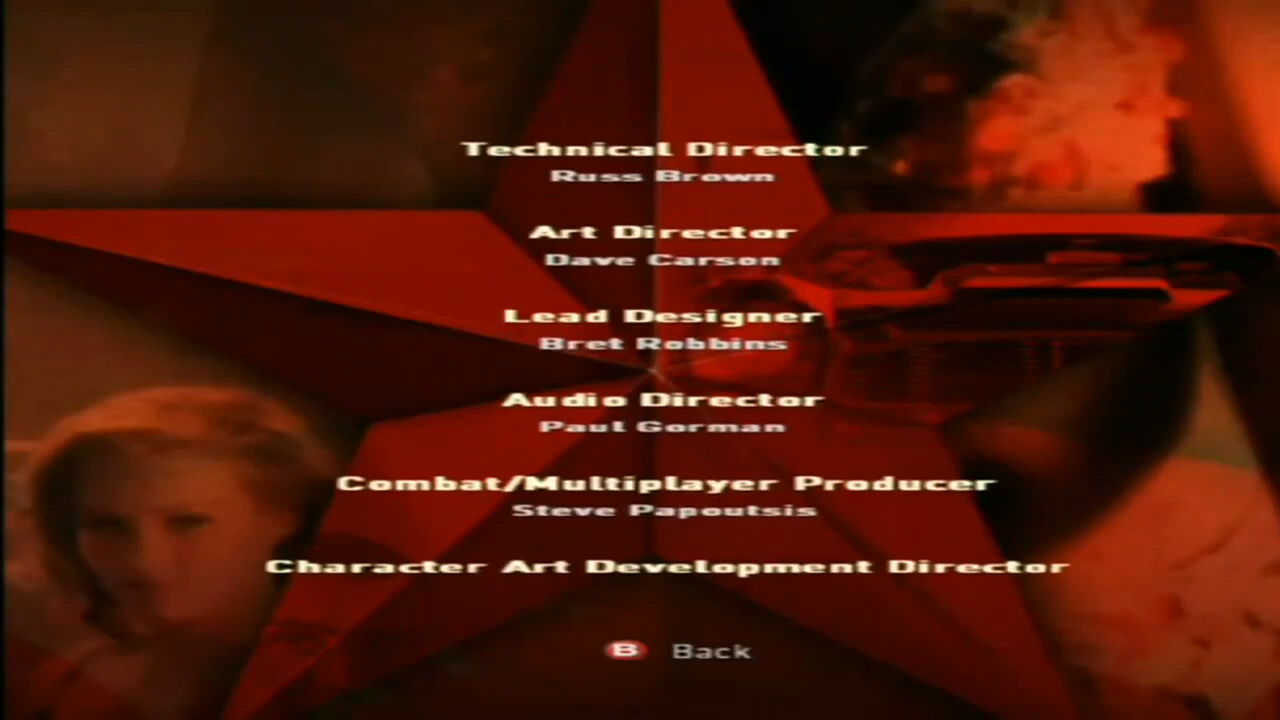 Technical Director
Russ Brown
Art Director
Dave Carson
Lead Designer
Bret Robbins
Audio Director
Paul Gorman
Combat/Multiplayer Producer
Steve Papoutsis
Character Art Development Director
B Back